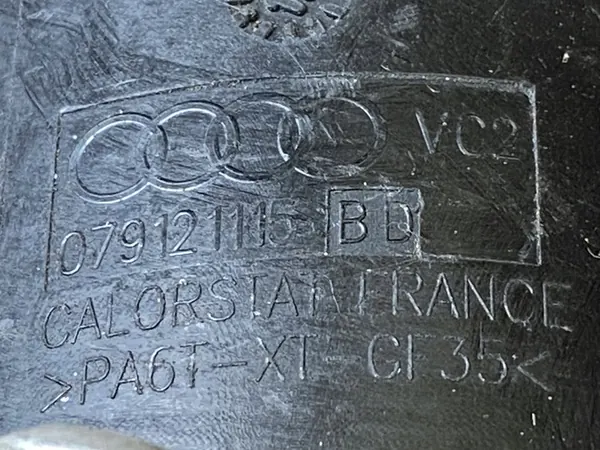 VC2
079121115 BD
CALORSTAT FRANCE
>PA6T-XT-GF35<